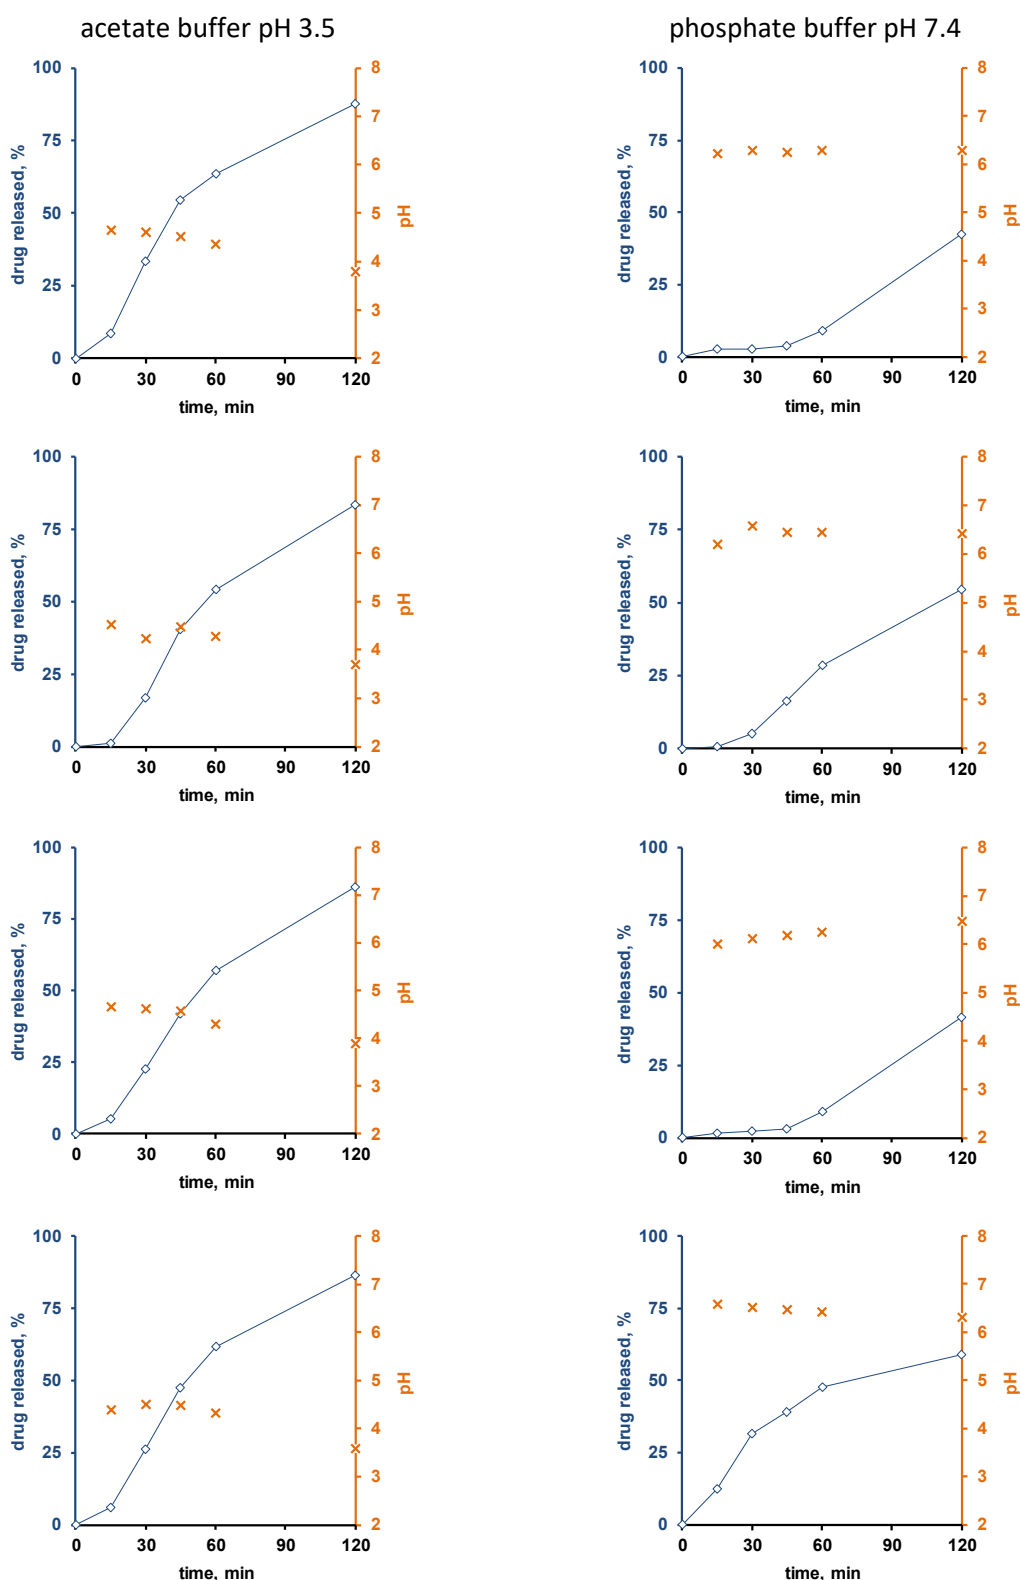 acetate buffer pH 3.5
phosphate buffer pH 7.4
100
75
50
25
0
drug released, %
8
7
6
5
4
3
2
pH
0 30 60 90 120
time, min
100
75
50
25
0
drug released, %
8
7
6
5
4
3
2
pH
0 30 60 90 120
time, min
100
75
50
25
0
drug released, %
8
7
6
5
4
3
2
pH
0 30 60 90 120
time, min
100
75
50
25
0
drug released, %
8
7
6
5
4
3
2
pH
0 30 60 90 120
time, min
100
75
50
25
0
drug released, %
8
7
6
5
4
3
2
pH
0 30 60 90 120
time, min
100
75
50
25
0
drug released, %
8
7
6
5
4
3
2
pH
0 30 60 90 120
time, min
100
75
50
25
0
drug released, %
8
7
6
5
4
3
2
pH
0 30 60 90 120
time, min
100
75
50
25
0
drug released, %
8
7
6
5
4
3
2
pH
0 30 60 90 120
time, min